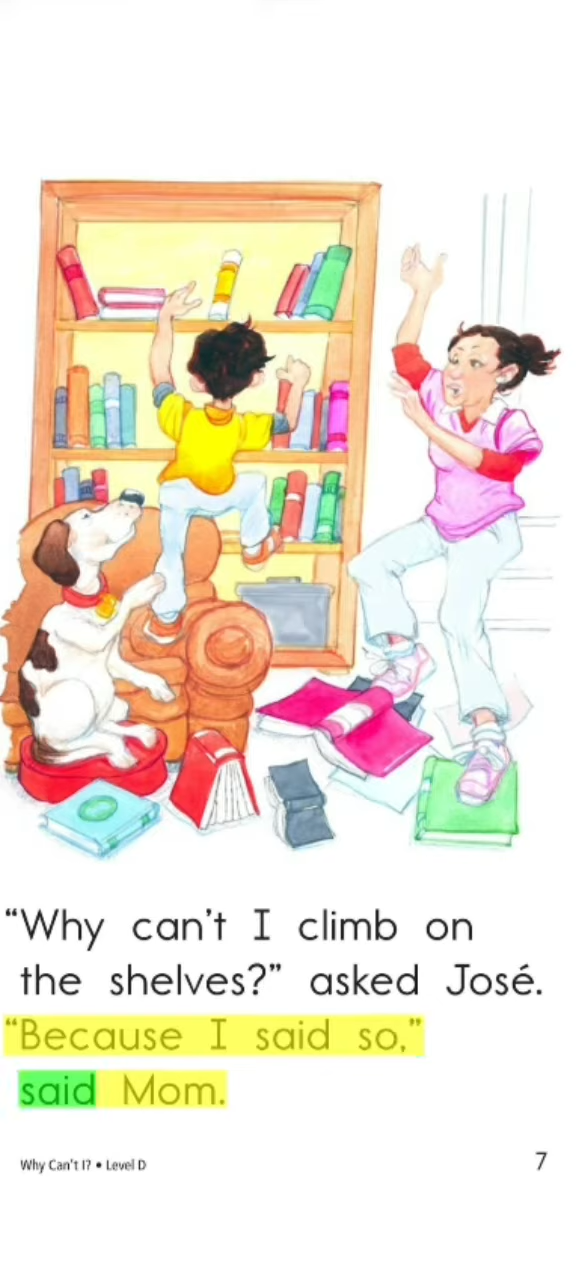 “Why can’t I climb on
the shelves?” asked José.
“Because I said so,”
said Mom.
Why Can't I? • Level D
7